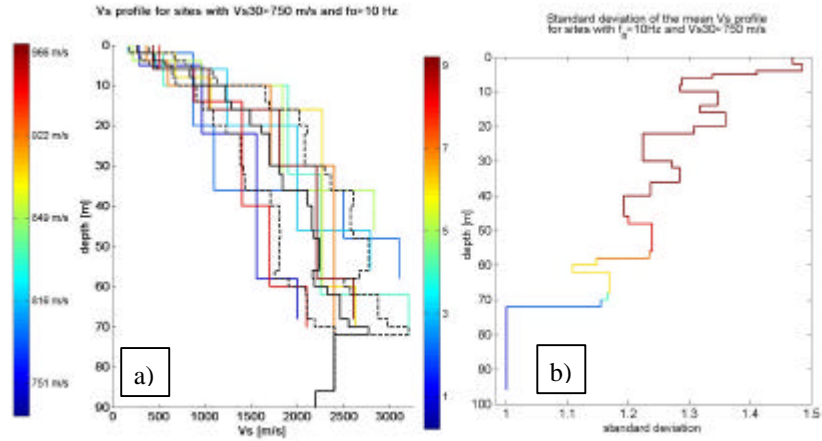 Vs profile for sites with Vs30>750 m/s and fo>10 Hz
966 m/s
922 m/s
849 m/s
816 m/s
751 m/s
depth [m]
0
10
20
30
40
50
60
70
80
90
0
500
1000
1500
2000
2500
3000
Vs [m/s]
a)
Standard deviation of the mean Vs profile
for sites with f0=10Hz and Vs30=750 m/s
9
7
5
3
1
depth [m]
0
10
20
30
40
50
60
70
80
90
100
1
1.1
1.2
1.3
1.4
1.5
standard deviation
b)